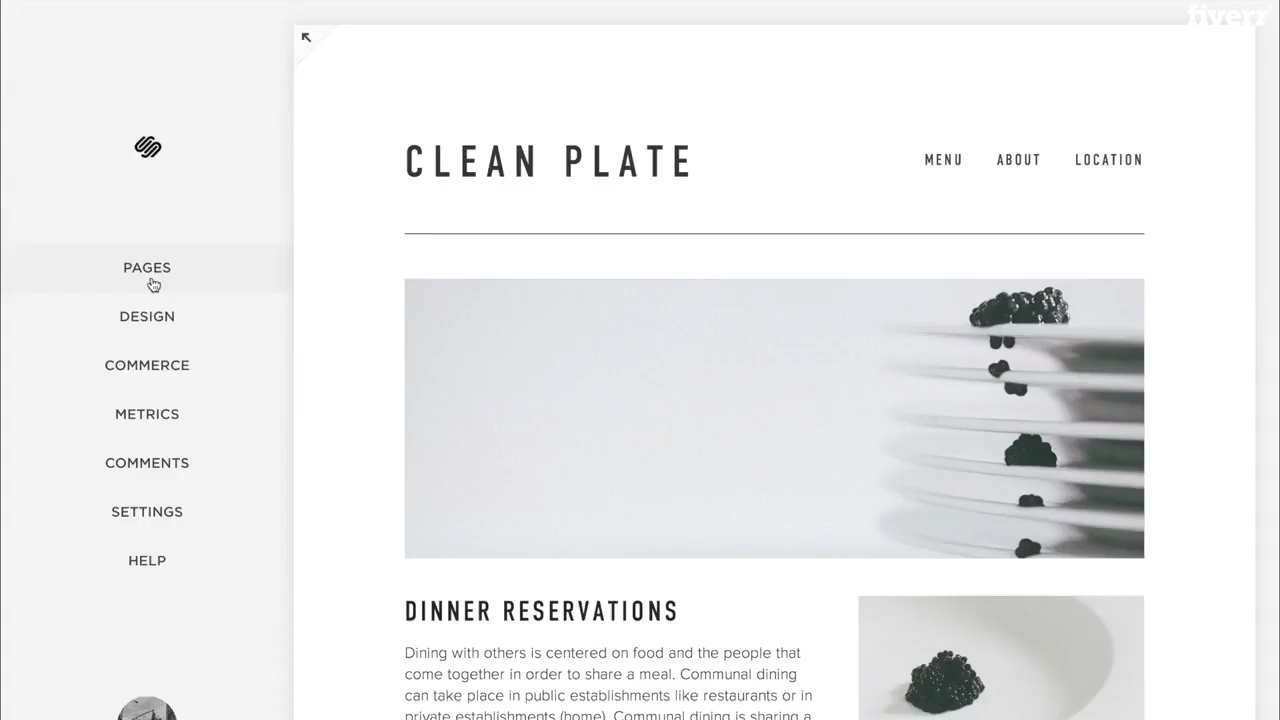 fiverr
PAGES
DESIGN
COMMERCE
METRICS
COMMENTS
SETTINGS
HELP
CLEAN PLATE
MENU ABOUT LOCATION
DINNER RESERVATIONS
Dining with others is centered on food and the people that
come together in order to share a meal. Communal dining
can take place in public establishments like restaurants or in
private establishments (home). Communal dining is sharing a